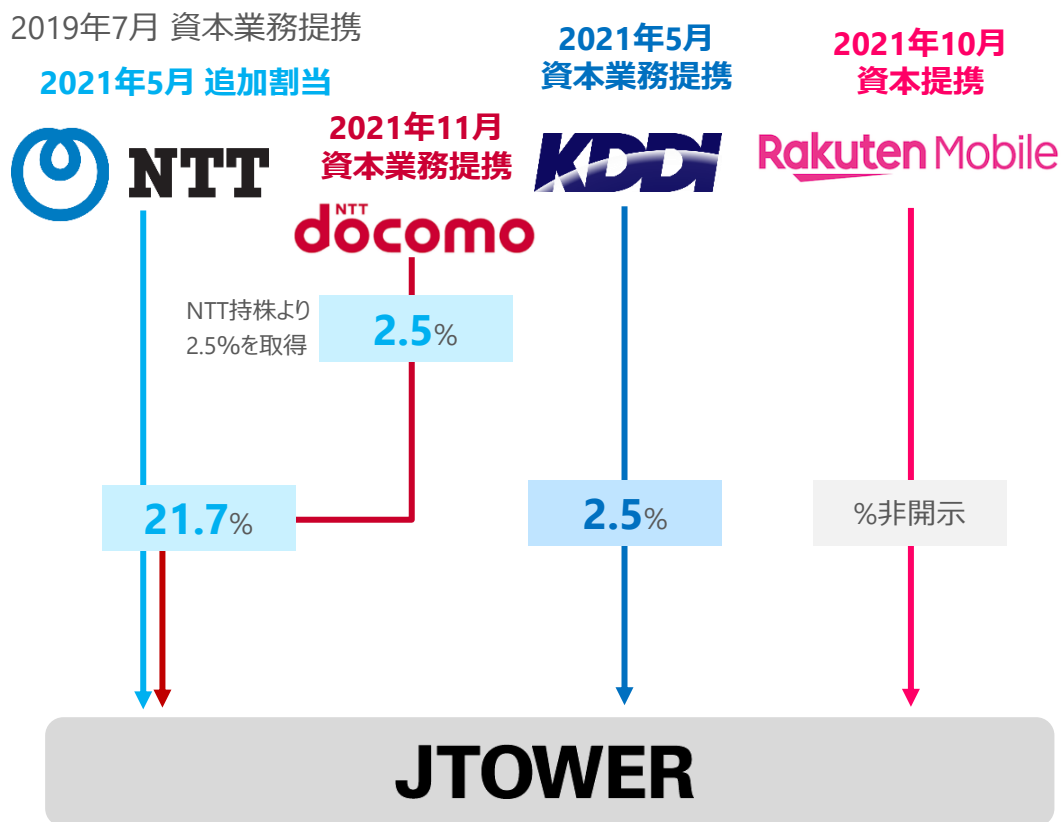 2019年7月 資本業務提携
2021年5月 追加割当
NTT
2021年11月
資本業務提携
NTT
docomo
2021年5月
資本業務提携
KDDI
2021年10月
資本提携
Rakuten Mobile
NTT持株より
2.5%を取得
2.5%
21.7%
2.5%
%非開示
JTOWER